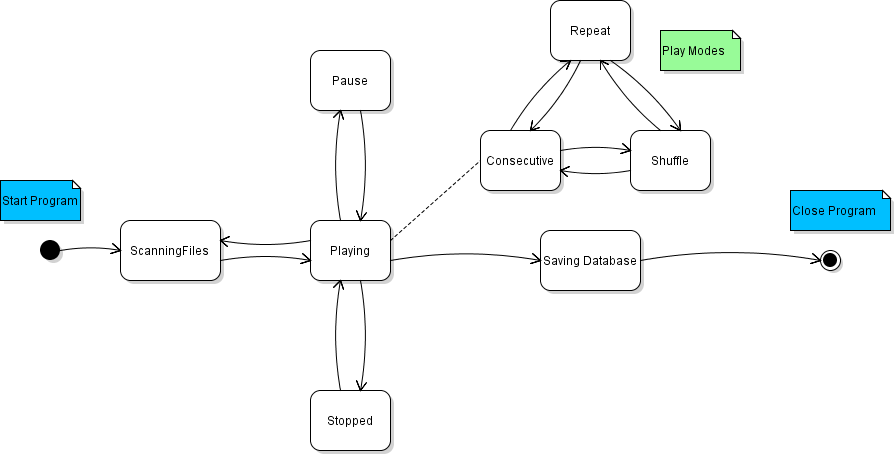 Repeat
Play Modes
Pause
Consecutive
Shuffle
Start Program
Close Program
ScanningFiles
Playing
Saving Database
Stopped